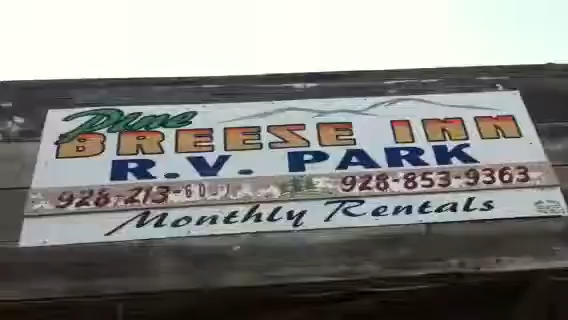 Pine
BREEZE INN
R.V. PARK
928-853-9363
Monthly Rentals